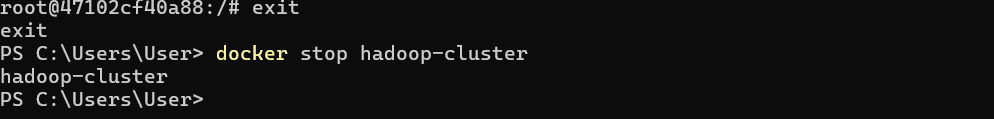 root@47102cf40a88:/# exit
exit
PS C:\Users\User> docker stop hadoop-cluster
hadoop-cluster
PS C:\Users\User>